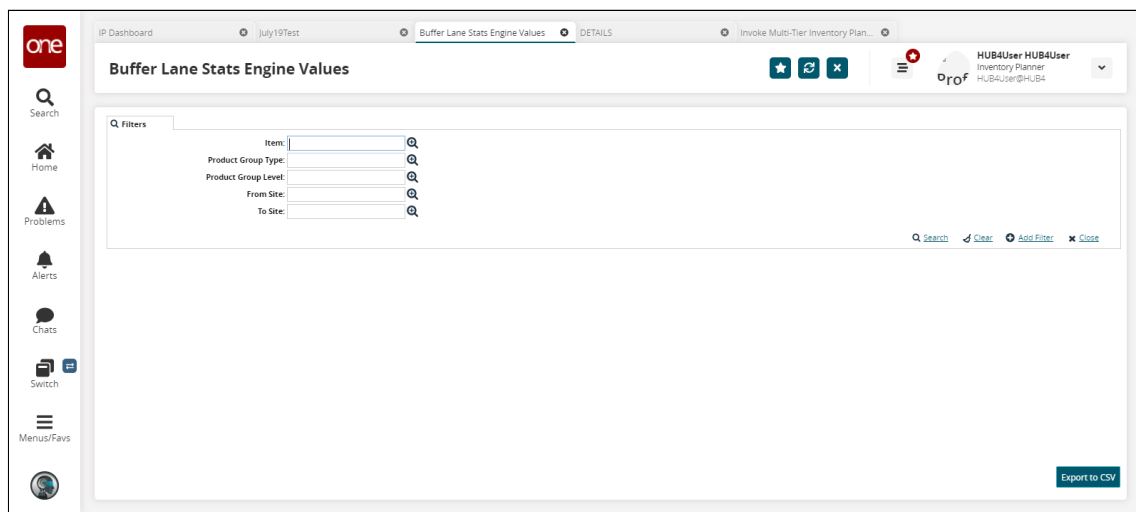 one
IP Dashboard
July19Test
Buffer Lane Stats Engine Values
DETAILS
Invoke Multi-Tier Inventory Plan...
Buffer Lane Stats Engine Values
Prof
HUB4User HUB4User
Inventory Planner
HUB4User@HUB4
Search
Home
Problems
Alerts
Chats
Switch
Menus/Favs
Filters
Item:
Product Group Type:
Product Group Level:
From Site:
To Site:
Search
Clear
Add Filter
Close
Export to CSV